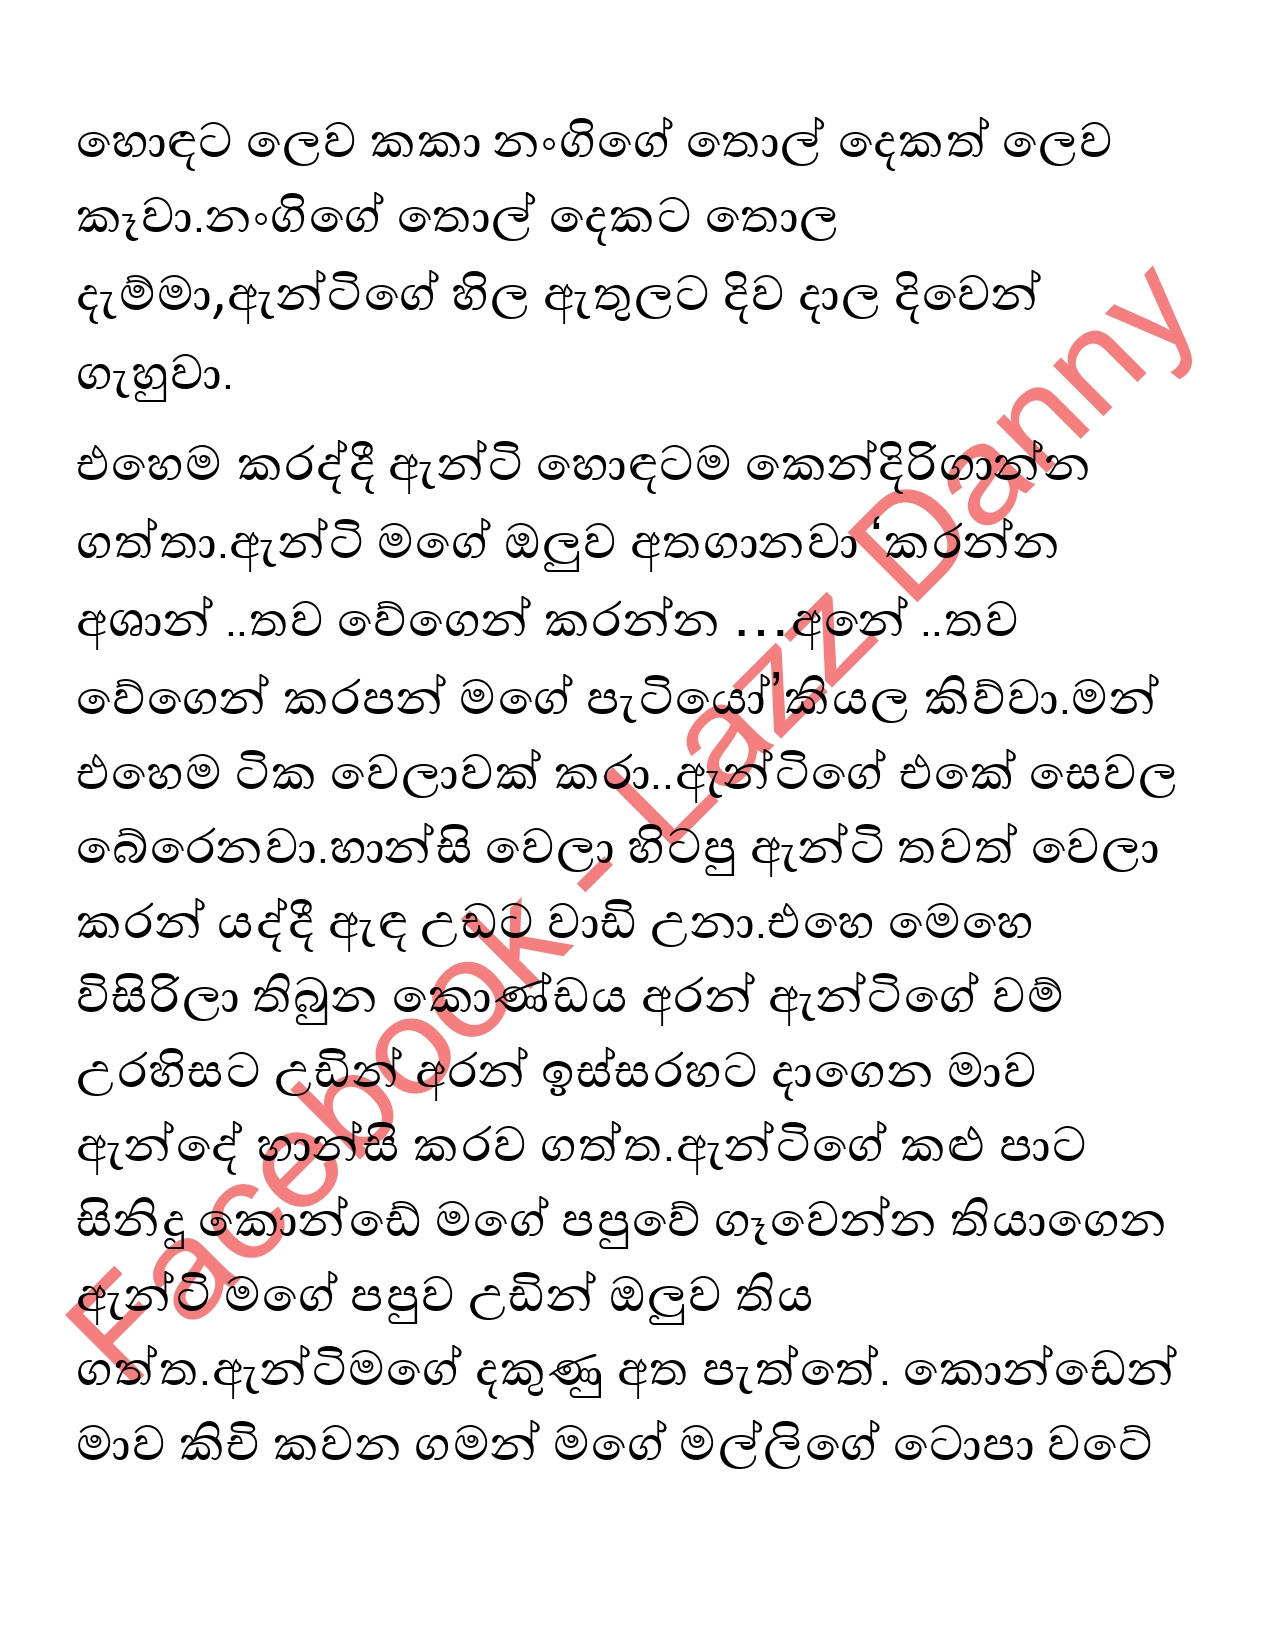 හොඳට ලෙව කකා නංගිගේ තොල් දෙකත් ලෙව
කෑවා.නංගිගේ තොල් දෙකට තොල
දැම්මා,ඇන්ටිගේ හිල ඇතුලට දිව දාල දිවෙන්
ගැහුවා.
එහෙම කරද්දී ඇන්ටි හොඳටම කෙන්දිරිගාන්න
ගත්තා.ඇන්ටි මගේ ඔලුව අතගානවා ‘කරන්න
අශාන් ..තව වේගෙන් කරන්න …අනේ ..තව
වේගෙන් කරපන් මගේ පැටියෝ’කියල කිව්වා.මන්
එහෙම ටික වෙලාවක් කරා..ඇන්ටිගේ එකේ සෙවල
බේරෙනවා.හාන්සි වෙලා හිටපු ඇන්ටි තවත් වෙලා
කරන් යද්දී ඇඳ උඩට වාඩි උනා.එහෙ මෙහෙ
විසිරිලා තිබුන කොණ්ඩය අරන් ඇන්ටිගේ වම්
උරහිසට උඩින් අරන් ඉස්සරහට දාගෙන මාව
ඇන්දේ හාන්සි කරව ගත්ත.ඇන්ටිගේ කළු පාට
සිනිදු කොන්ඩේ මගේ පපුවේ ගෑවෙන්න තියාගෙන
ඇන්ටි මගේ පපුව උඩින් ඔලුව තිය
ගත්ත.ඇන්ටිමගේ දකුණු අත පැත්තේ. කොන්ඩෙන්
මාව කිචි කවන ගමන් මගේ මල්ලිගේ ටොපා වටේ
Facebook - Lazz Danny